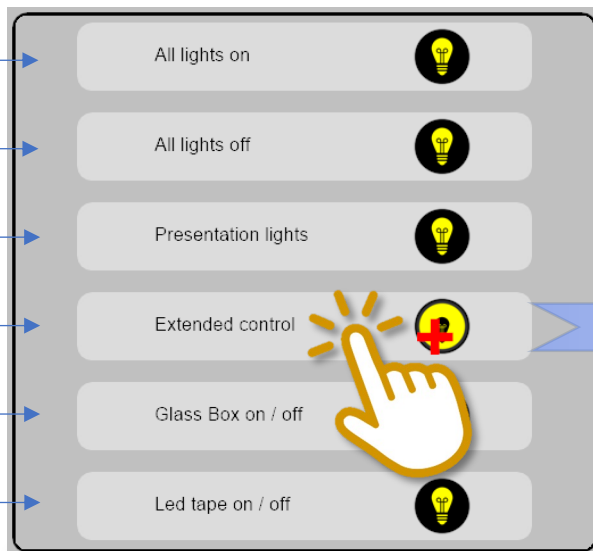 All lights on
All lights off
Presentation lights
Extended control
Glass Box on / off
Led tape on / off